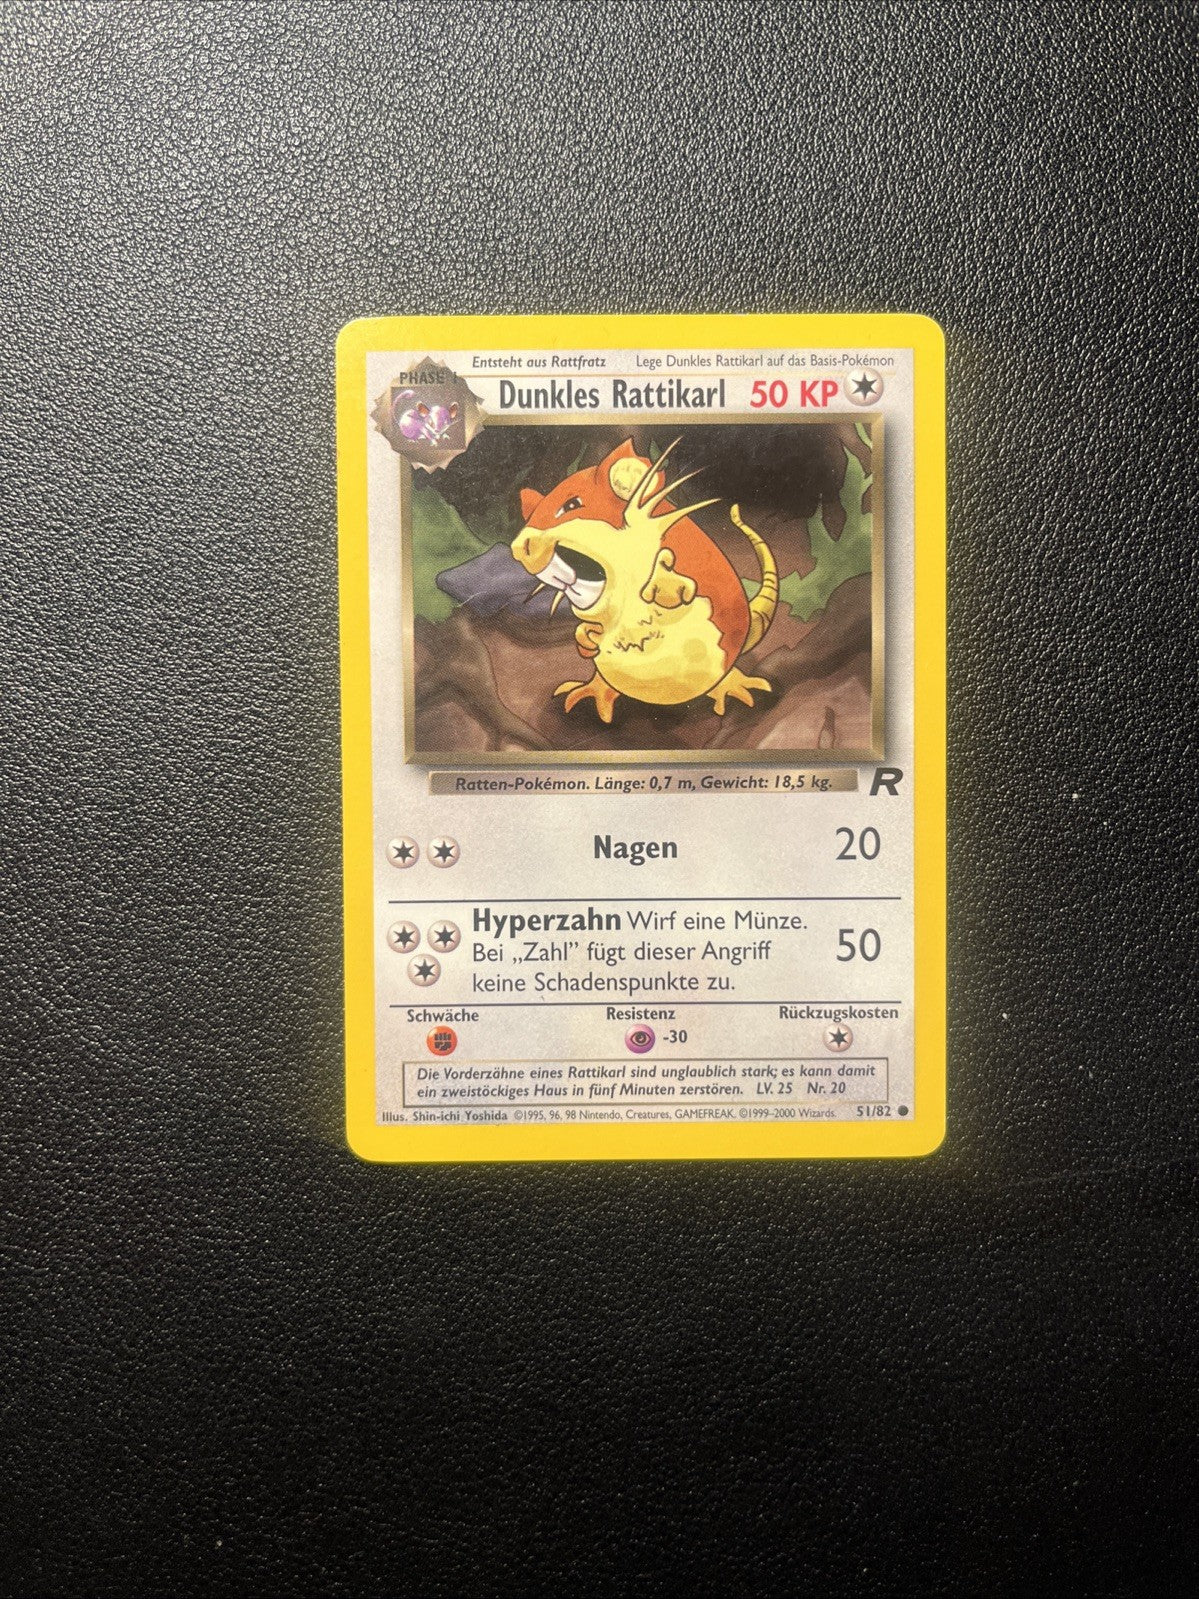 Entsteht aus Rattfratz Lege Dunkles Rattikarl auf das Basis-Pokémon
PHASE 1
Dunkles Rattikarl 50 KP
Ratten-Pokémon. Länge: 0,7 m, Gewicht: 18,5 kg.
R
Nagen 20
Hyperzahn Wirf eine Münze.
Bei „Zahl” fügt dieser Angriff
keine Schadenspunkte zu.
50
Schwäche Resistenz Rückzugskosten
-30
Die Vorderzähne eines Rattikarl sind unglaublich stark; es kann damit
ein zweistöckiges Haus in fünf Minuten zerstören. LV. 25 Nr. 20
Illus. Shin-ichi Yoshida ©1995, 96, 98 Nintendo, Creatures, GAMEFREAK. ©1999–2000 Wizards. 51/82